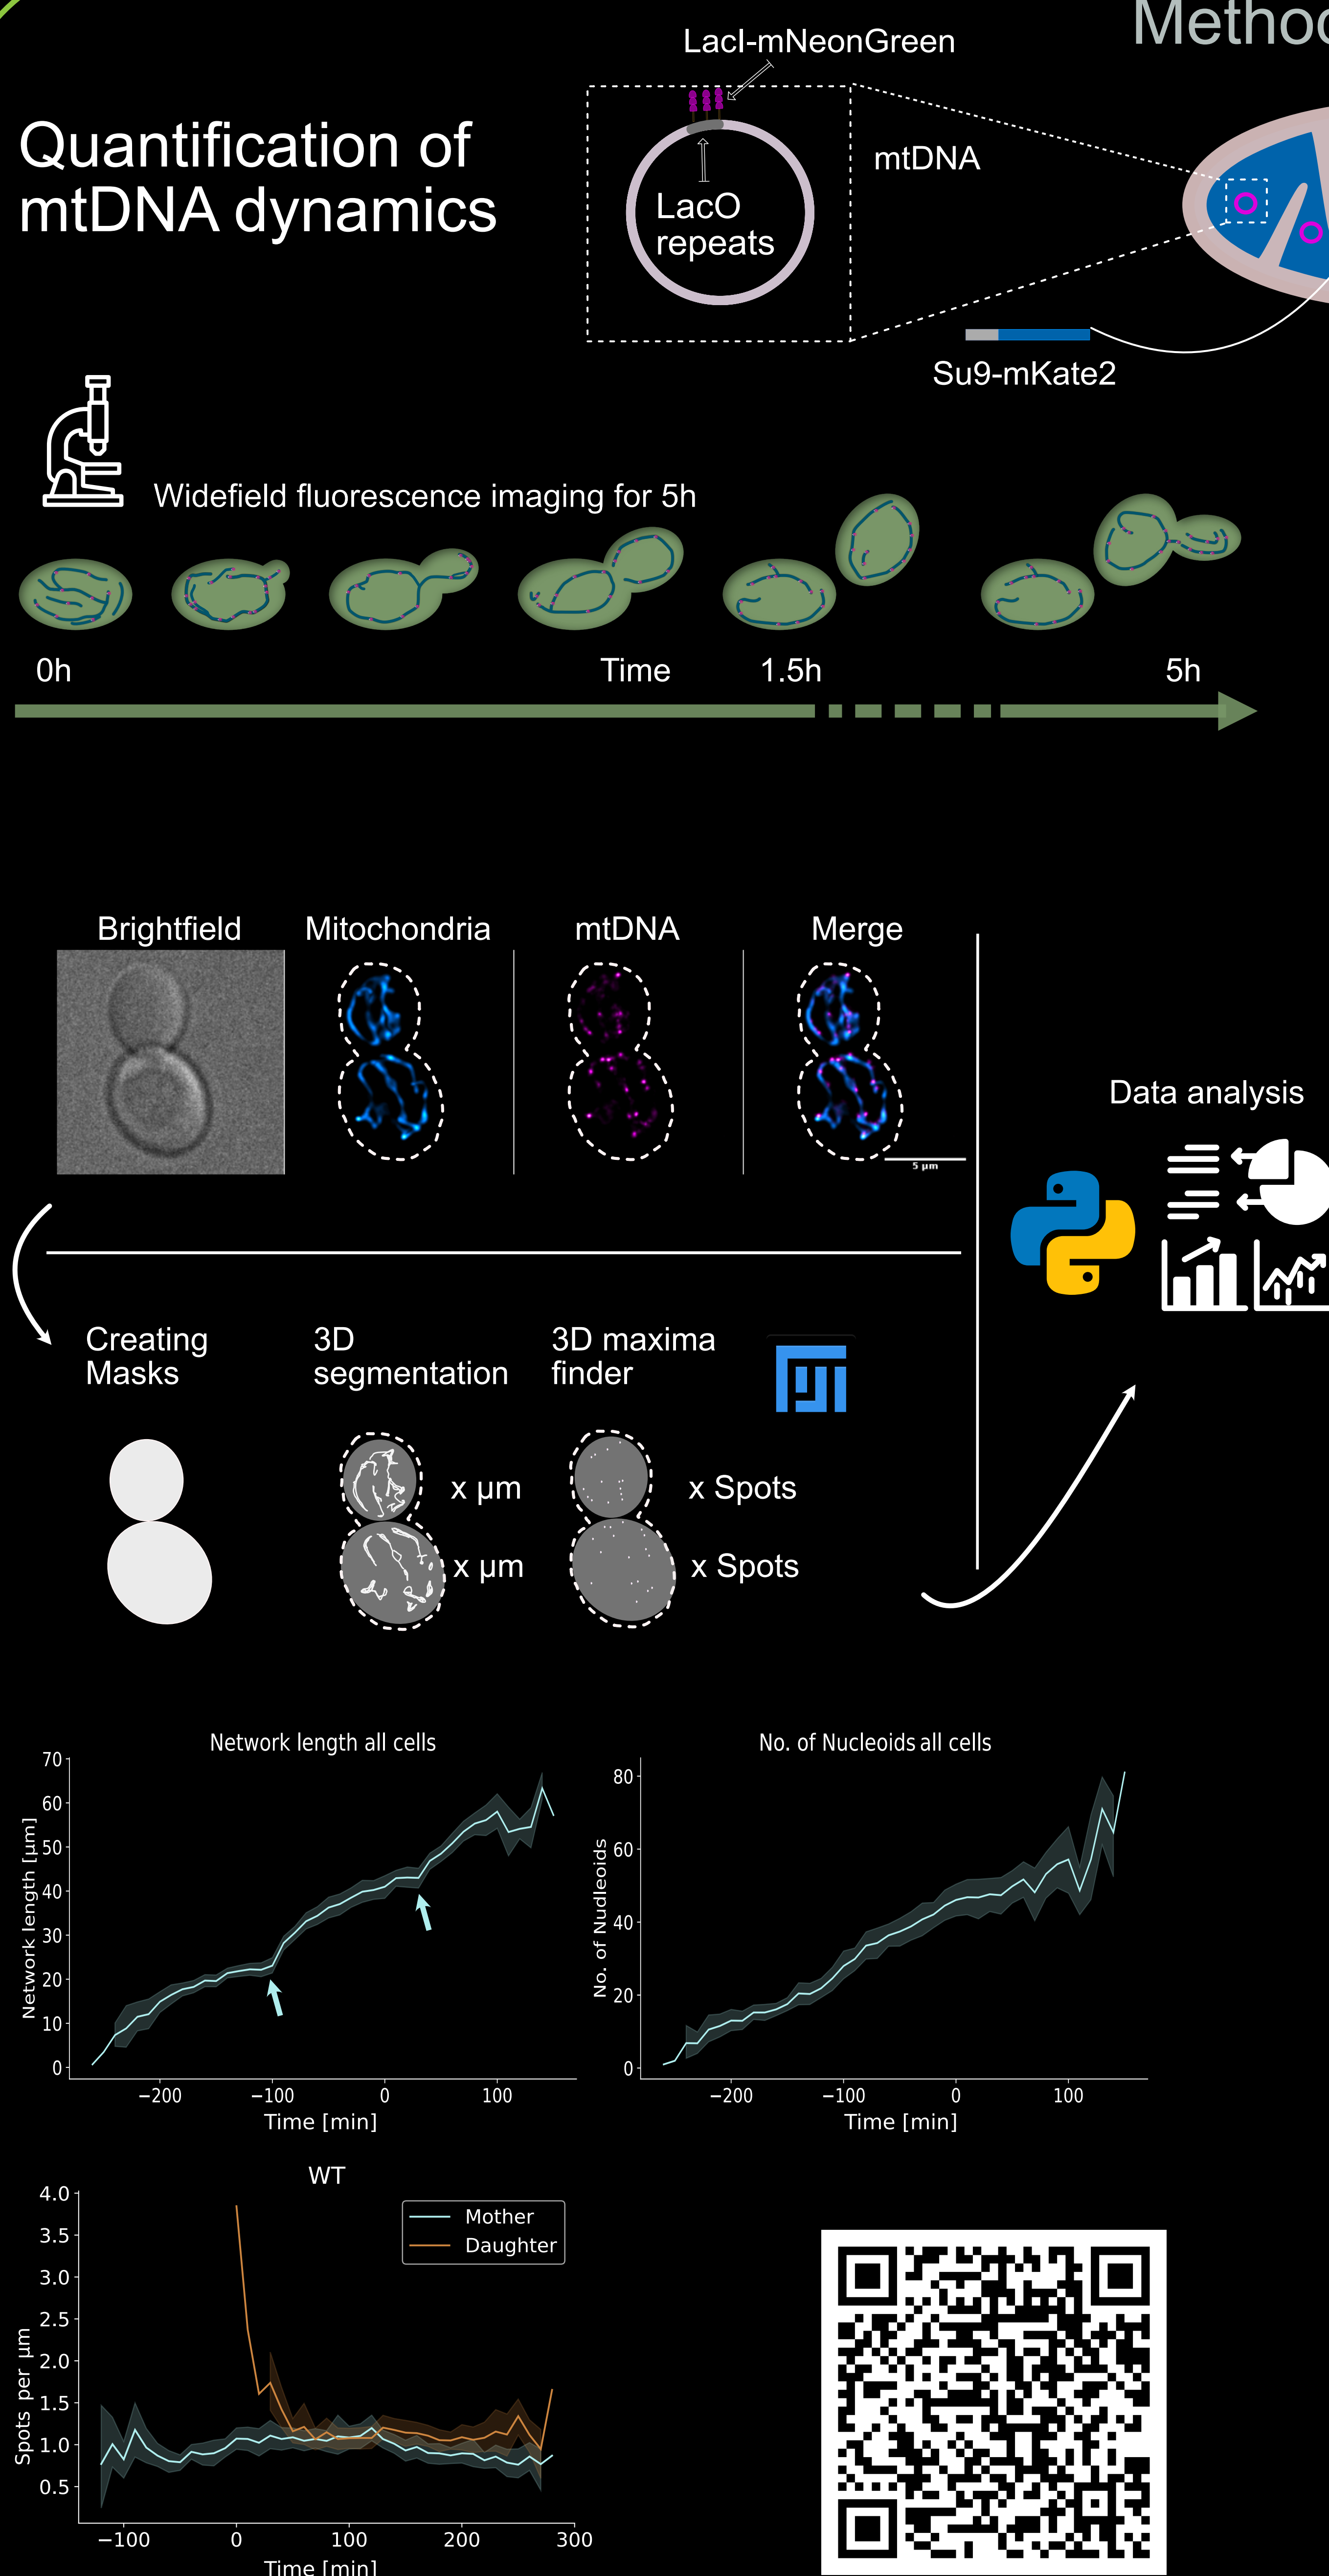 Method
LacI-mNeonGreen
Quantification of
mtDNA dynamics
mtDNA
LacO
repeats
Su9-mKate2
Widefield fluorescence imaging for 5h
0h
Time
1.5h
5h
Brightfield
Mitochondria
mtDNA
Merge
5 µm
Data analysis
Creating
Masks
3D
segmentation
3D maxima
finder
x µm
x Spots
x µm
x Spots
Network length all cells
Network length [µm]
70
60
50
40
30
20
10
0
−200
−100
0
100
Time [min]
No. of Nucleoids all cells
No. of Nudleoids
80
60
40
20
0
−200
−100
0
100
Time [min]
WT
Spots per µm
4.0
3.5
3.0
2.5
2.0
1.5
1.0
0.5
Mother
Daughter
−100
0
100
200
300
Time [min]